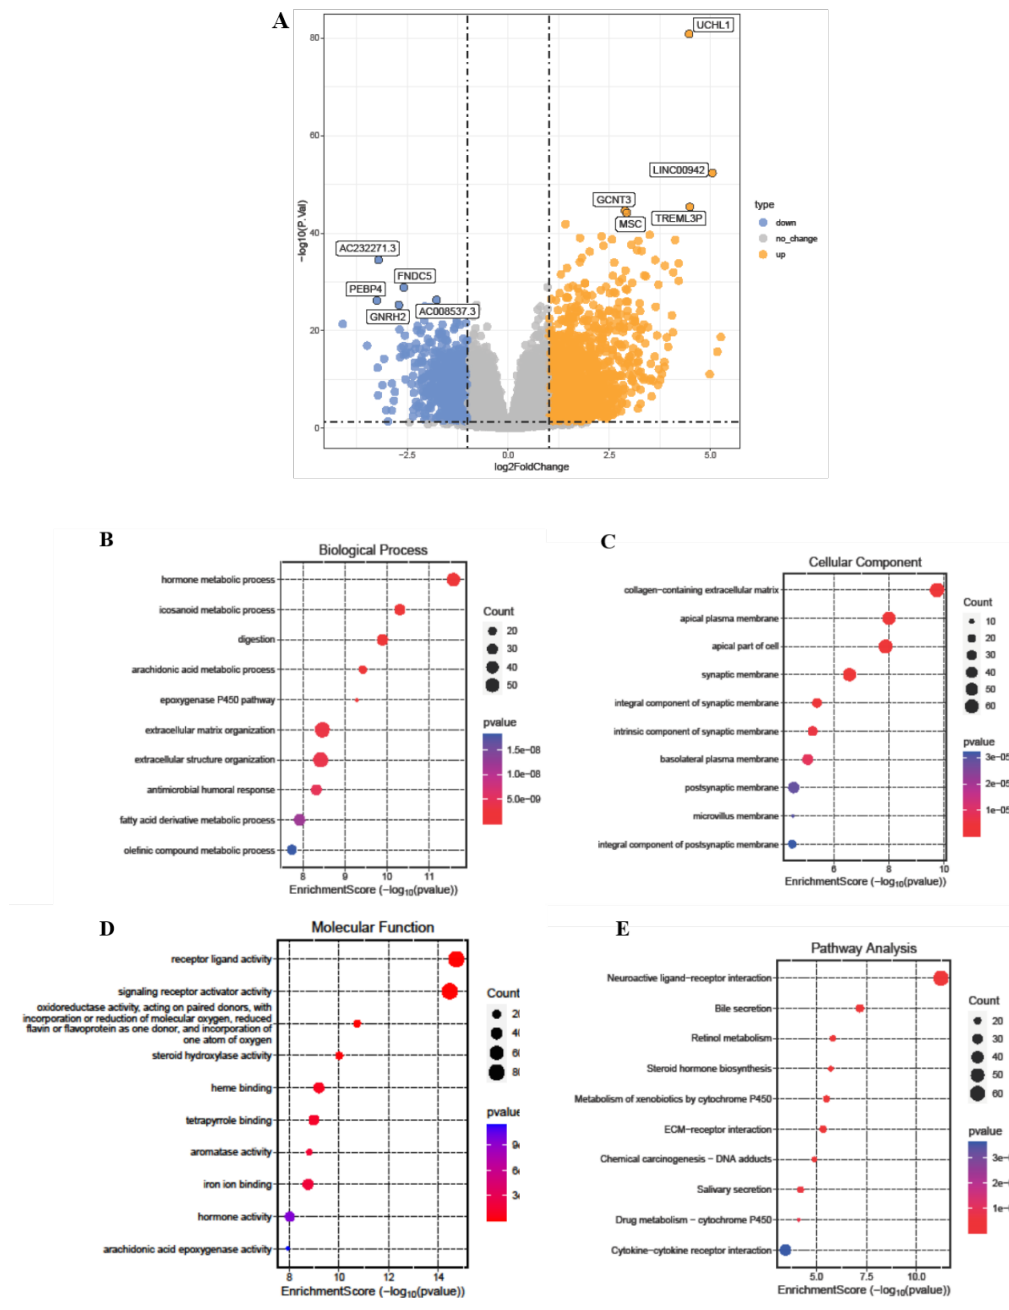 A
UCHL1
LINC00942
GCNT3
MSC
TREML3P
AC232271.3
FNDC5
PEBP4
GNRH2
AC008537.3
80
60
40
20
0
−log10(P.Val)
−2.5
0.0
2.5
5.0
log2FoldChange
type
down
no_change
up
B
Biological Process
hormone metabolic process
icosanoid metabolic process
digestion
arachidonic acid metabolic process
epoxygenase P450 pathway
extracellular matrix organization
extracellular structure organization
antimicrobial humoral response
fatty acid derivative metabolic process
olefinic compound metabolic process
8
9
10
11
EnrichmentScore (−log10(pvalue))
Count
20
30
40
50
pvalue
1.5e−08
1.0e−08
5.0e−09
C
Cellular Component
collagen−containing extracellular matrix
apical plasma membrane
apical part of cell
synaptic membrane
integral component of synaptic membrane
intrinsic component of synaptic membrane
basolateral plasma membrane
postsynaptic membrane
microvillus membrane
integral component of postsynaptic membrane
6
8
10
EnrichmentScore (−log10(pvalue))
Count
10
20
30
40
50
60
pvalue
3e−05
2e−05
1e−05
D
Molecular Function
receptor ligand activity
signaling receptor activator activity
oxidoreductase activity, acting on paired donors, with
incorporation or reduction of molecular oxygen, reduced
flavin or flavoprotein as one donor, and incorporation of
one atom of oxygen
steroid hydroxylase activity
heme binding
tetrapyrrole binding
aromatase activity
iron ion binding
hormone activity
arachidonic acid epoxygenase activity
8
10
12
14
EnrichmentScore (−log10(pvalue))
Count
pvalue
E
Pathway Analysis
Neuroactive ligand−receptor interaction
Bile secretion
Retinol metabolism
Steroid hormone biosynthesis
Metabolism of xenobiotics by cytochrome P450
ECM−receptor interaction
Chemical carcinogenesis − DNA adducts
Salivary secretion
Drug metabolism − cytochrome P450
Cytokine−cytokine receptor interaction
5.0
7.5
10.0
EnrichmentScore (−log10(pvalue))
Count
20
30
40
50
60
pvalue